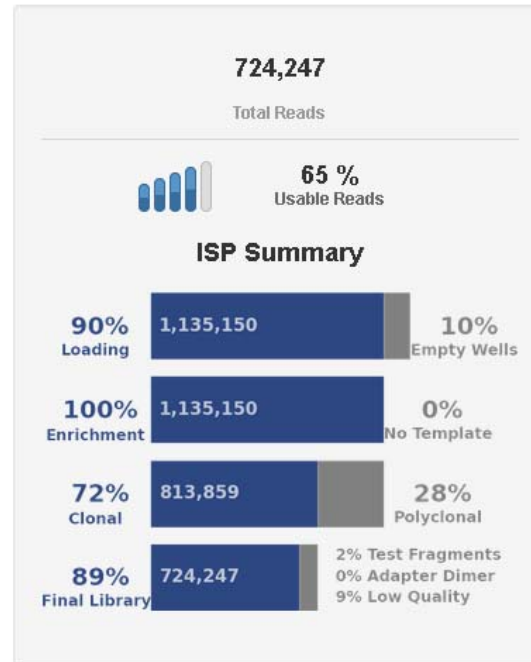 724,247
Total Reads
65 %
Usable Reads
ISP Summary
90%
Loading
1,135,150
10%
Empty Wells
100%
Enrichment
1,135,150
0%
No Template
72%
Clonal
813,859
28%
Polyclonal
89%
Final Library
724,247
2% Test Fragments
0% Adapter Dimer
9% Low Quality